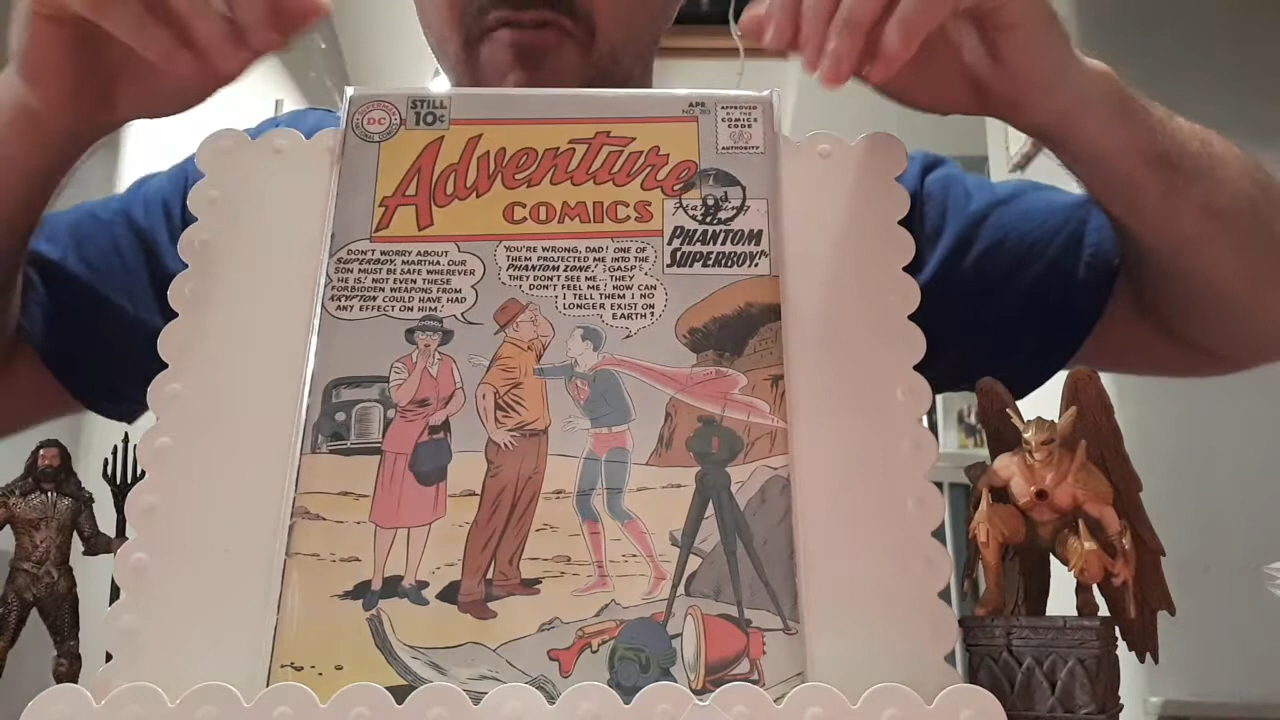 STILL
10¢
SUPERMAN
DC
NATIONAL COMICS
APR.
NO. 283
APPROVED
BY THE
COMICS
CODE
AUTHORITY
Adventure
COMICS
9d
Featuring
"The
PHANTOM
SUPERBOY!"
DON'T WORRY ABOUT
SUPERBOY, MARTHA. OUR
SON MUST BE SAFE WHEREVER
HE IS! NOT EVEN THESE
FORBIDDEN WEAPONS FROM
KRYPTON COULD HAVE HAD
ANY EFFECT ON HIM!
YOU'RE WRONG, DAD! ONE OF
THEM PROJECTED ME INTO THE
PHANTOM ZONE! GASP
THEY DON'T SEE ME... THEY
DON'T FEEL ME! HOW CAN
I TELL THEM I NO
LONGER EXIST ON
EARTH?